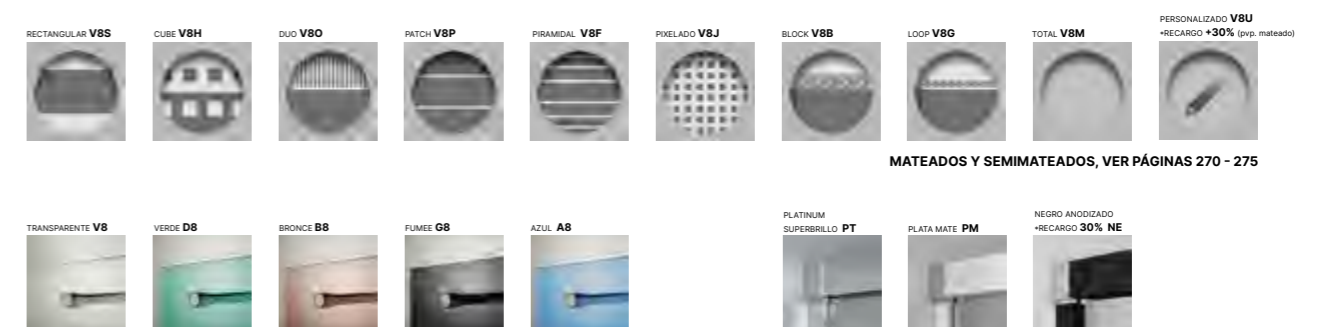 RECTANGULAR V8S
CUBE V8H
DUO V8O
PATCH V8P
PIRAMIDAL V8F
PIXELADO V8J
BLOCK V8B
LOOP V8G
TOTAL V8M
PERSONALIZADO V8U
*RECARGO +30% (pvp. mateado)
MATEADOS Y SEMIMATEADOS, VER PÁGINAS 270 - 275
TRANSPARENTE V8
VERDE D8
BRONCE B8
FUMEE G8
AZUL A8
PLATINUM
SUPERBRILLO PT
PLATA MATE PM
NEGRO ANODIZADO
*RECARGO 30% NE